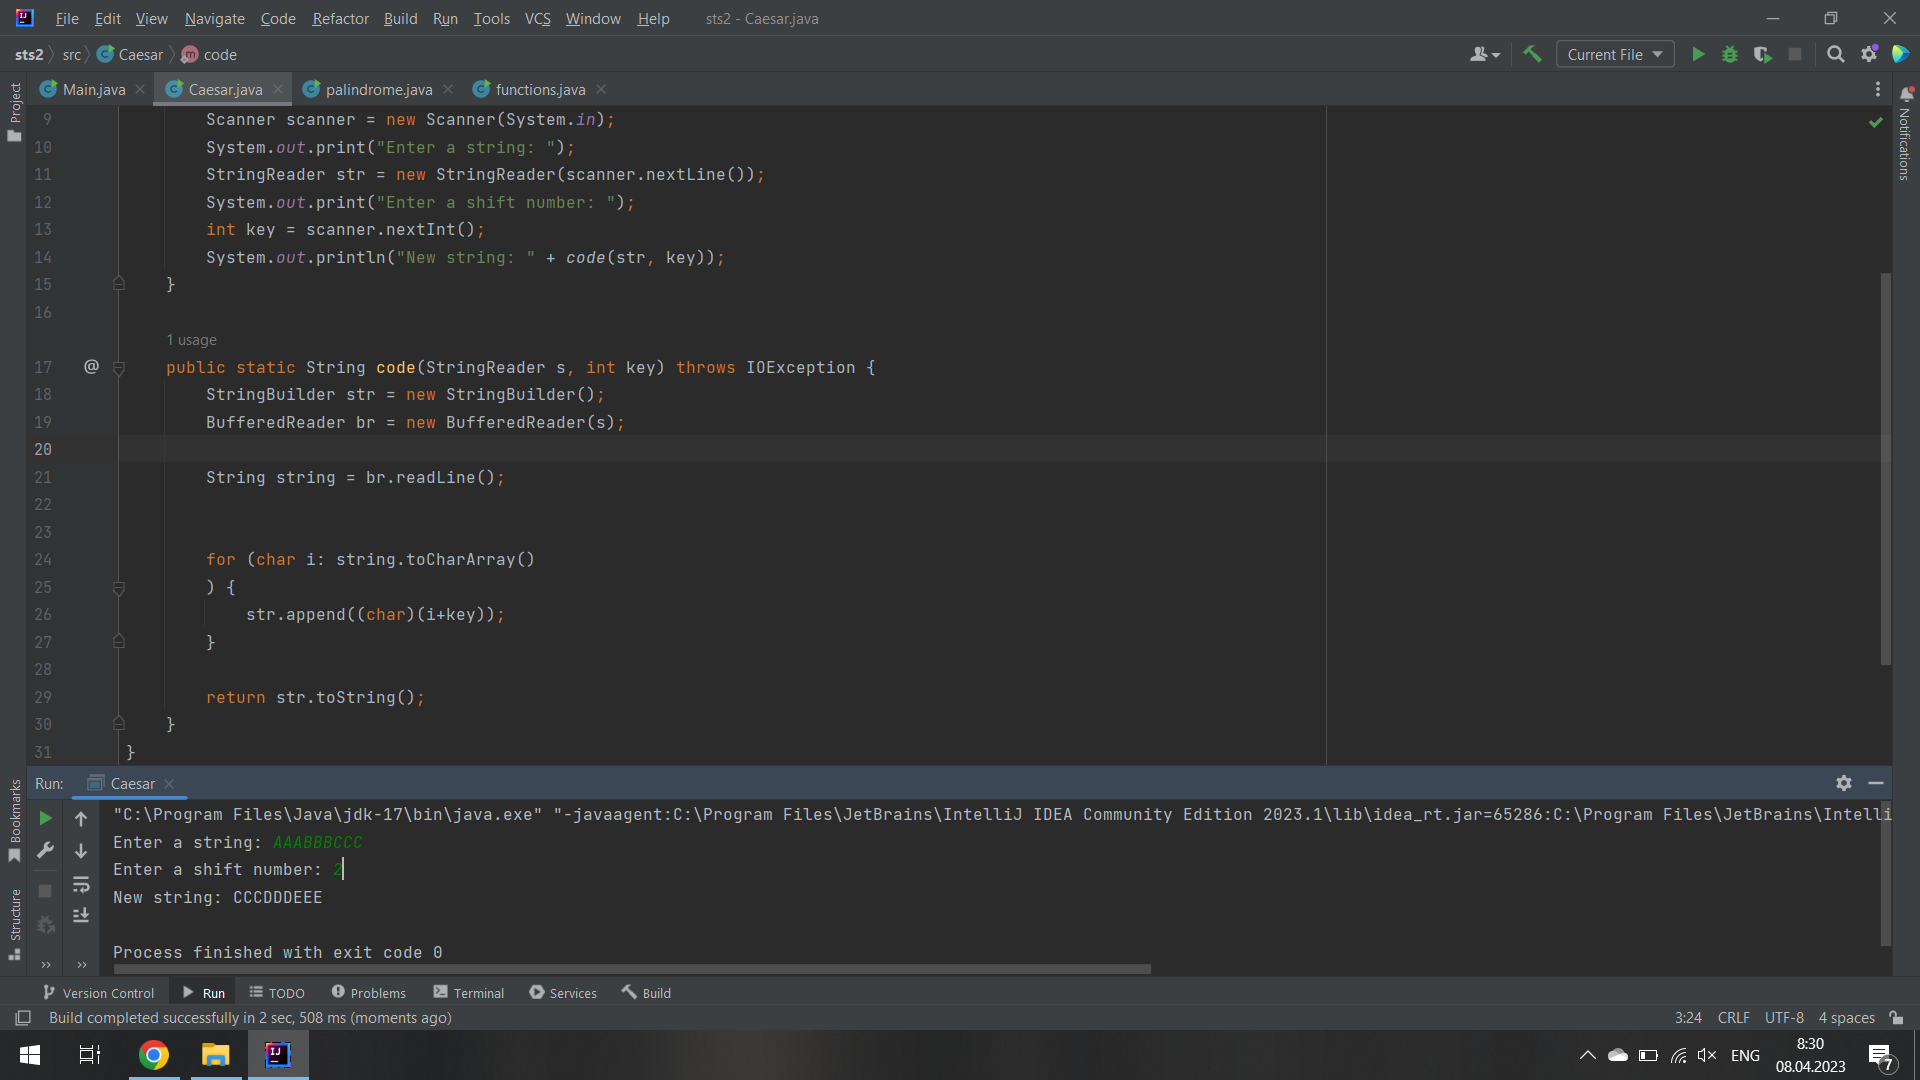 File Edit View Navigate Code Refactor Build Run Tools VCS Window Help sts2 - Caesar.java
sts2 src Caesar m code Current File
Main.java Caesar.java palindrome.java functions.java
Project
Notifications
9 Scanner scanner = new Scanner(System.in);
10 System.out.print("Enter a string: ");
11 StringReader str = new StringReader(scanner.nextLine());
12 System.out.print("Enter a shift number: ");
13 int key = scanner.nextInt();
14 System.out.println("New string: " + code(str, key));
15 }
16
1 usage
17 @ public static String code(StringReader s, int key) throws IOException {
18 StringBuilder str = new StringBuilder();
19 BufferedReader br = new BufferedReader(s);
20
21 String string = br.readLine();
22
23
24 for (char i: string.toCharArray()
25 ) {
26 str.append((char)(i+key));
27 }
28
29 return str.toString();
30 }
31 }
Bookmarks
Structure
Run: Caesar
"C:\Program Files\Java\jdk-17\bin\java.exe" "-javaagent:C:\Program Files\JetBrains\IntelliJ IDEA Community Edition 2023.1\lib\idea_rt.jar=65286:C:\Program Files\JetBrains\Intelli
Enter a string: AAABBBCCC
Enter a shift number: 2
New string: CCCDDDEEE
Process finished with exit code 0
Version Control Run TODO Problems Terminal Services Build
Build completed successfully in 2 sec, 508 ms (moments ago) 3:24 CRLF UTF-8 4 spaces
IJ ENG 8:30
08.04.2023 7